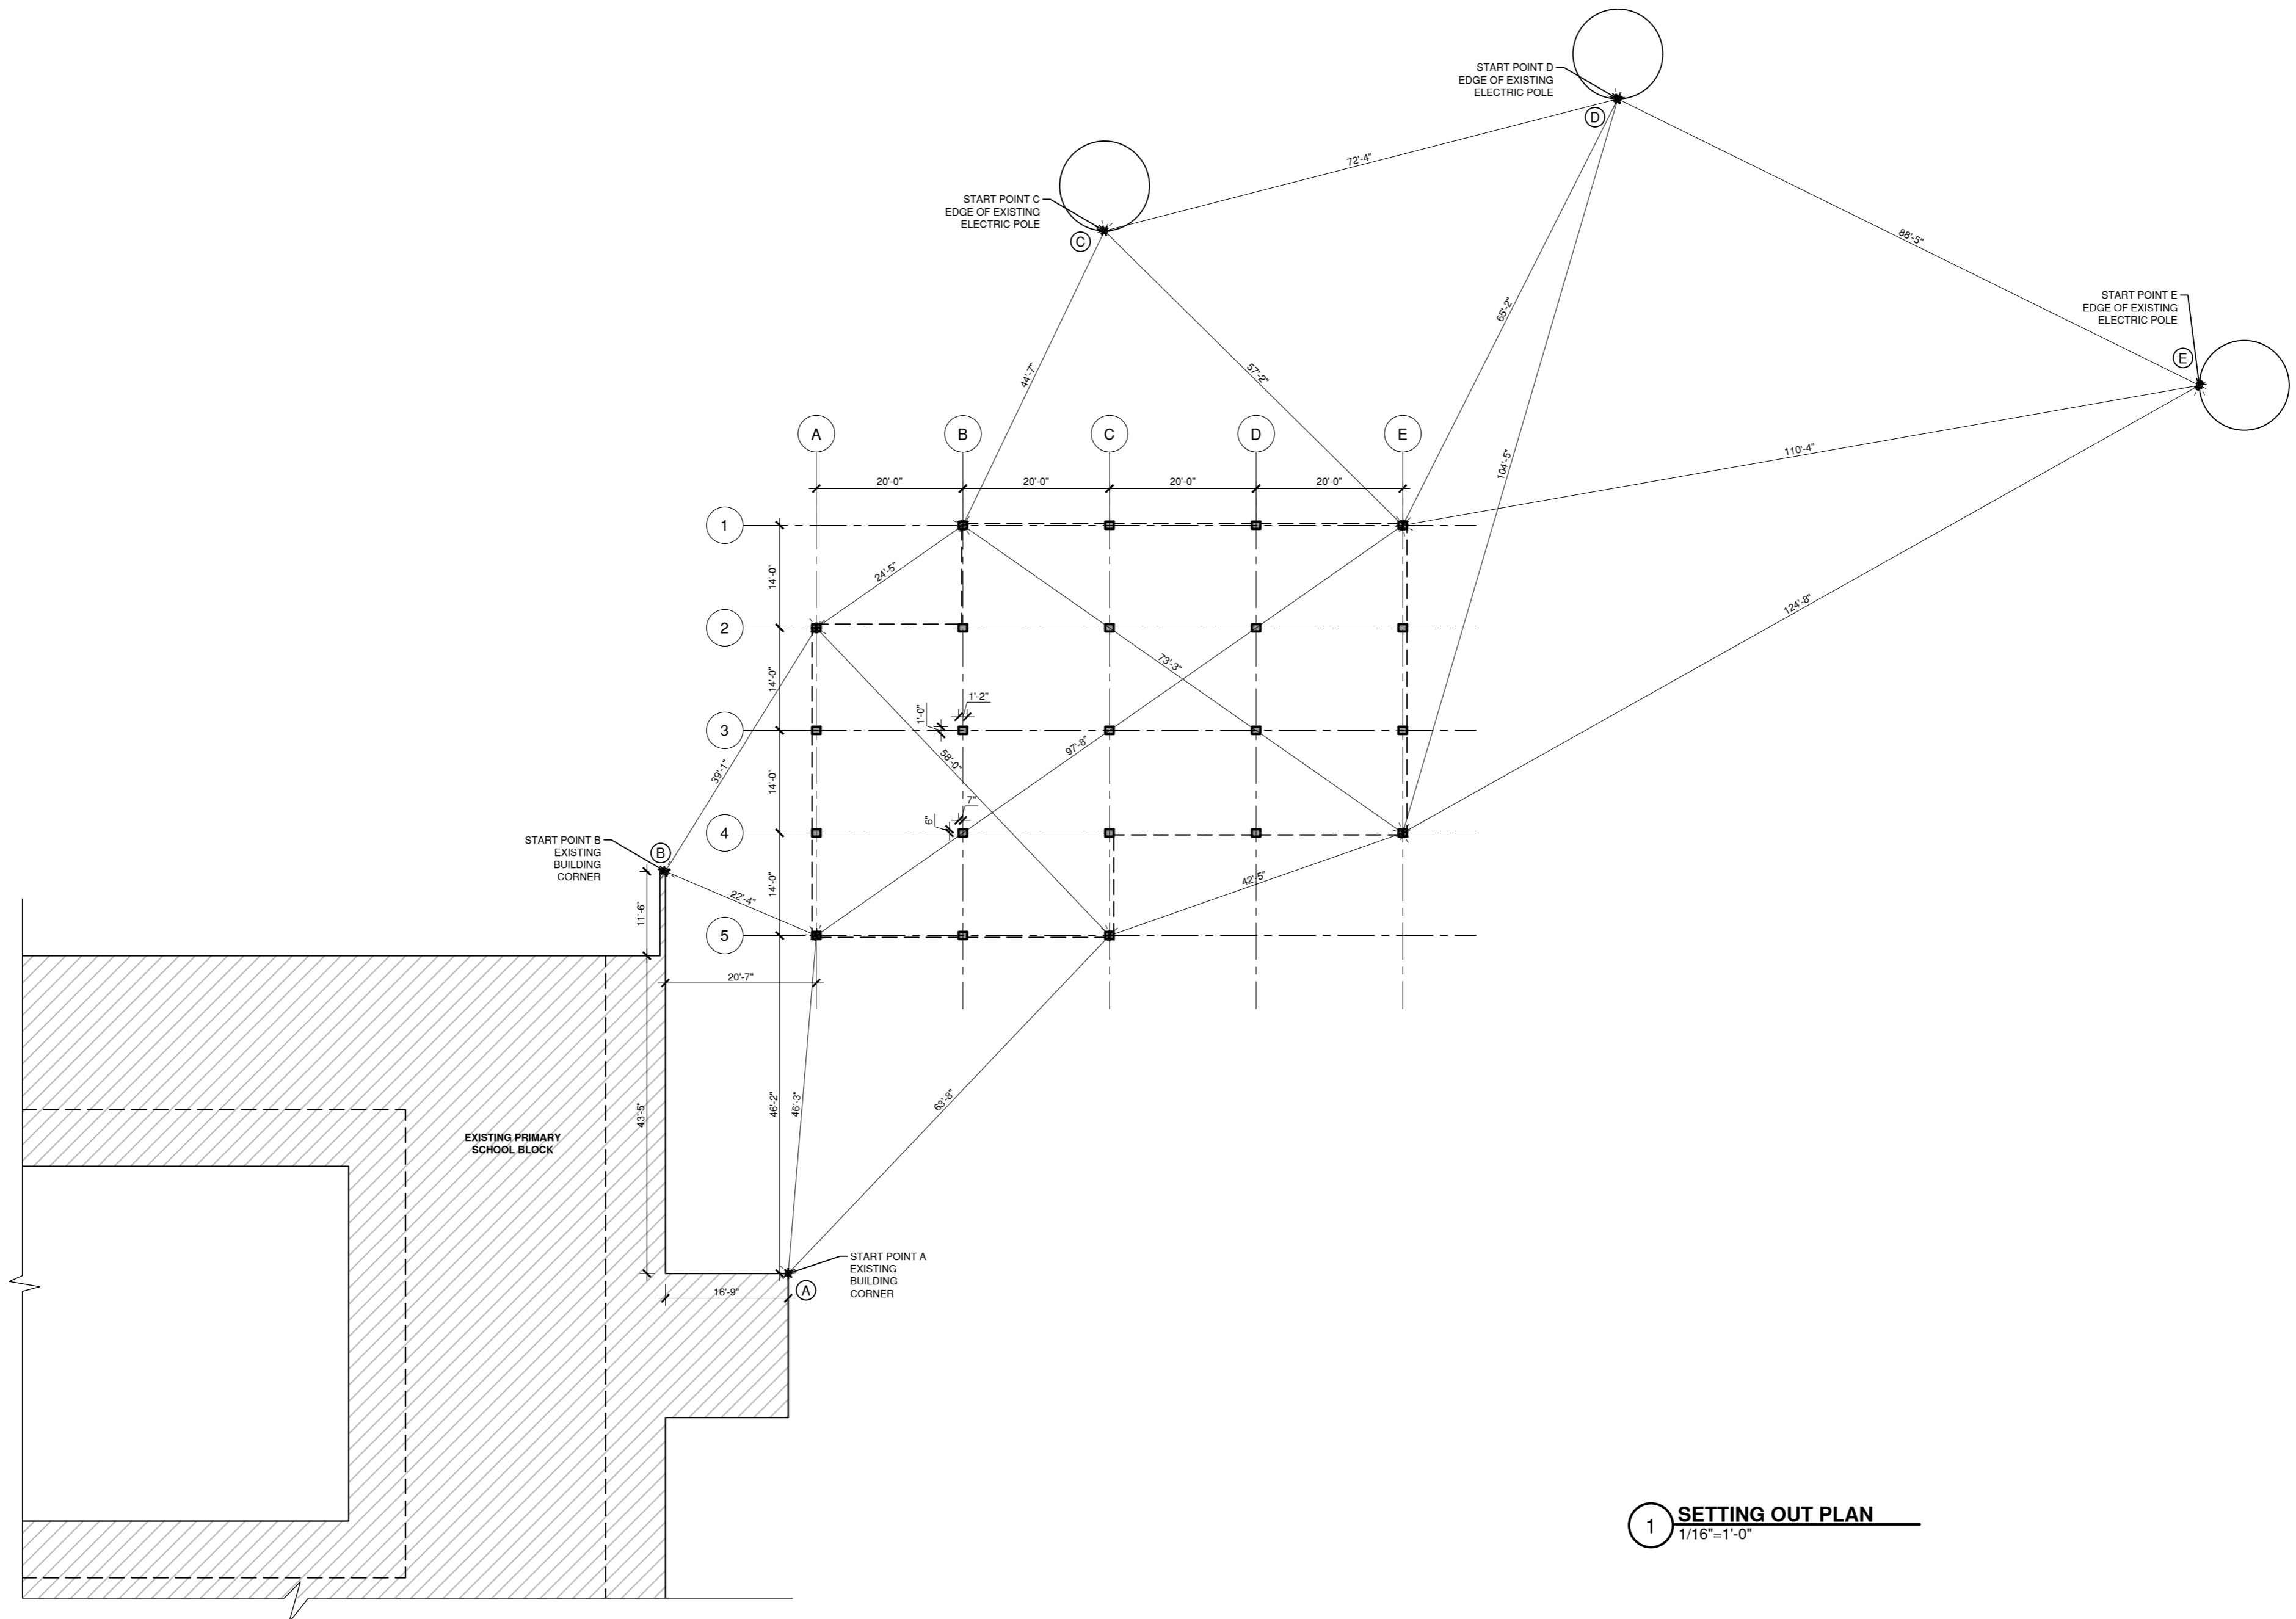 START POINT D
EDGE OF EXISTING
ELECTRIC POLE
D
72'-4"
START POINT C
EDGE OF EXISTING
ELECTRIC POLE
C
88'-5"
START POINT E
EDGE OF EXISTING
ELECTRIC POLE
E
65'-2"
44'-7"
57'-2"
A
B
C
D
E
110'-4"
104'-5"
20'-0"
20'-0"
20'-0"
20'-0"
1
14'-0"
24'-5"
124'-8"
2
14'-0"
73'-3"
1'-2"
1'-0"
3
97'-8"
58'-0"
39'-1"
14'-0"
7"
6"
4
START POINT B
EXISTING
BUILDING
CORNER
B
14'-0"
42'-5"
22'-4"
11'-6"
5
20'-7"
43'-5"
46'-2"
46'-3"
63'-8"
EXISTING PRIMARY
SCHOOL BLOCK
START POINT A
EXISTING
BUILDING
CORNER
A
16'-9"
1
SETTING OUT PLAN
1/16"=1'-0"